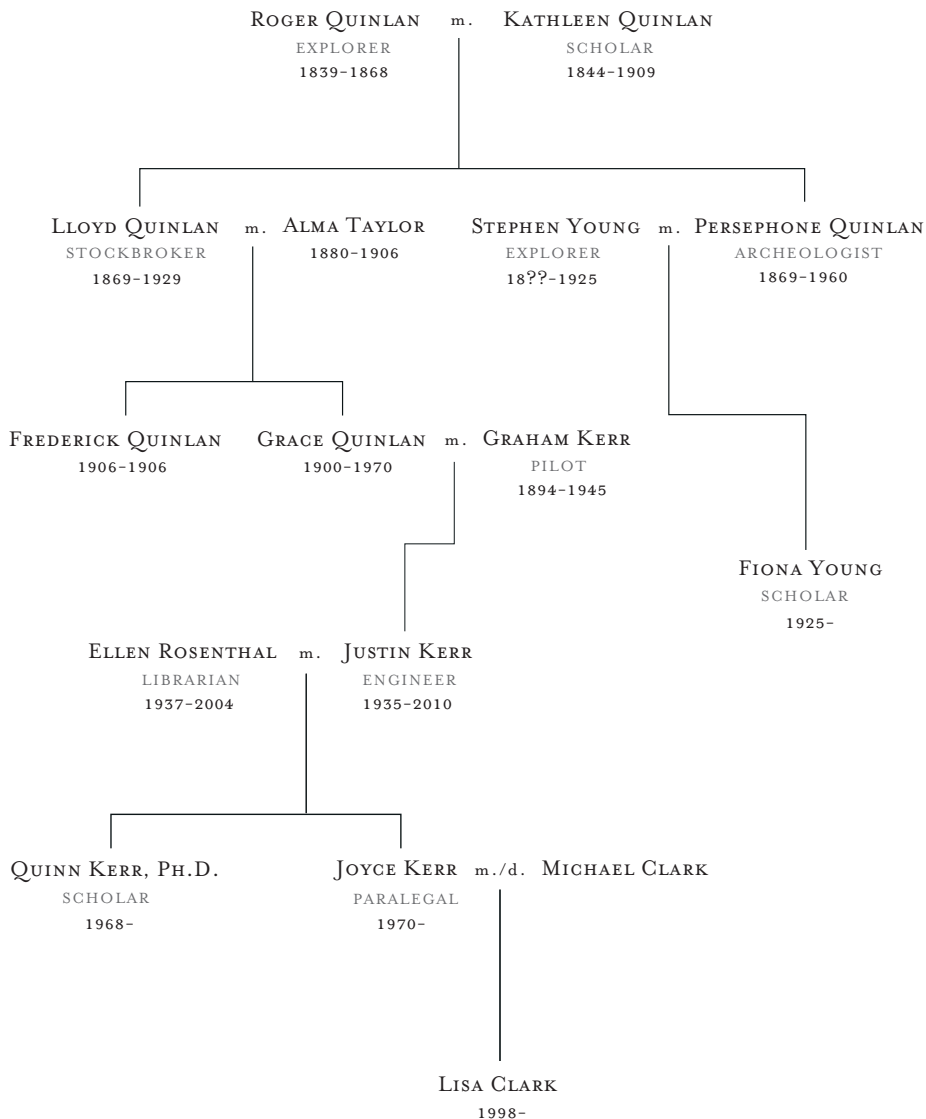 Roger Quinlan m. Kathleen Quinlan
EXPLORER SCHOLAR
1839-1868 1844-1909
Lloyd Quinlan m. Alma Taylor Stephen Young m. Persephone Quinlan
STOCKBROKER 1880-1906 EXPLORER ARCHEOLOGIST
1869-1929 18??-1925 1869-1960
Frederick Quinlan Grace Quinlan m. Graham Kerr
1906-1906 1900-1970 PILOT
1894-1945
Fiona Young
SCHOLAR
1925-
Ellen Rosenthal m. Justin Kerr
LIBRARIAN ENGINEER
1937-2004 1935-2010
Quinn Kerr, Ph.D. Joyce Kerr m./d. Michael Clark
SCHOLAR PARALEGAL
1968- 1970-
Lisa Clark
1998-